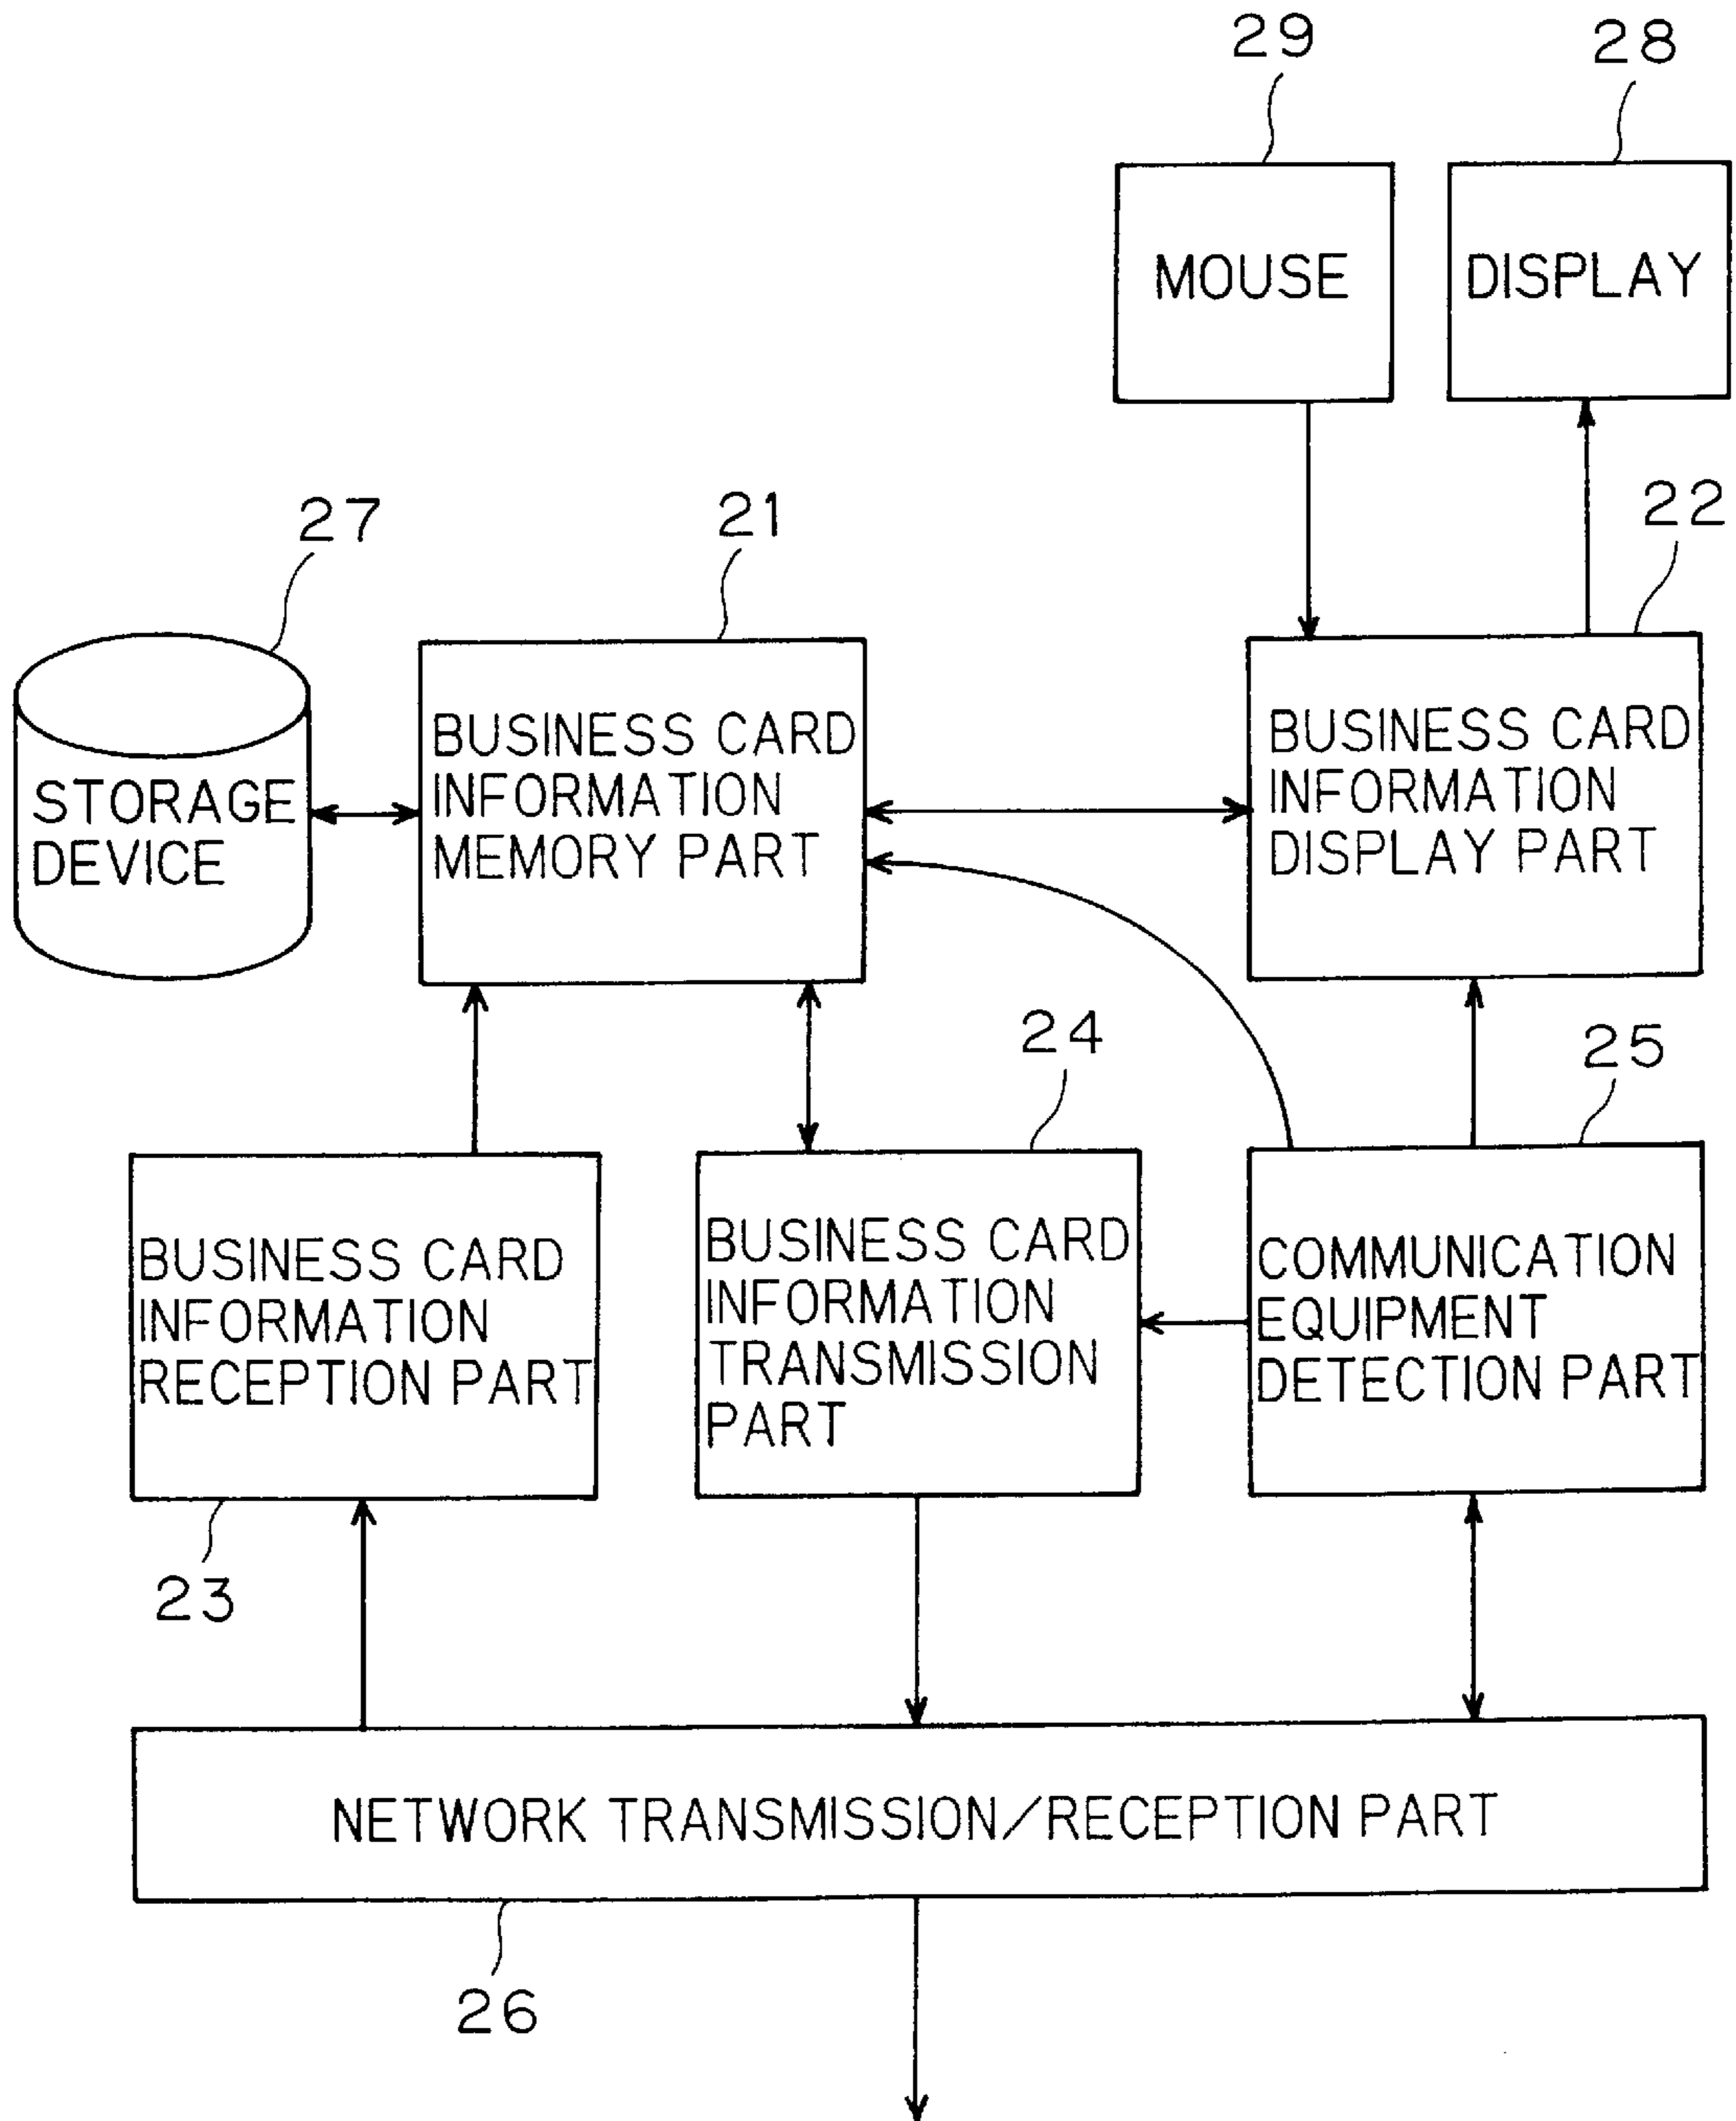 29
28
MOUSE
DISPLAY
27
21
22
STORAGE
DEVICE
BUSINESS CARD
INFORMATION
MEMORY PART
BUSINESS CARD
INFORMATION
DISPLAY PART
24
25
BUSINESS CARD
INFORMATION
RECEPTION PART
BUSINESS CARD
INFORMATION
TRANSMISSION
PART
COMMUNICATION
EQUIPMENT
DETECTION PART
23
NETWORK TRANSMISSION/RECEPTION PART
26